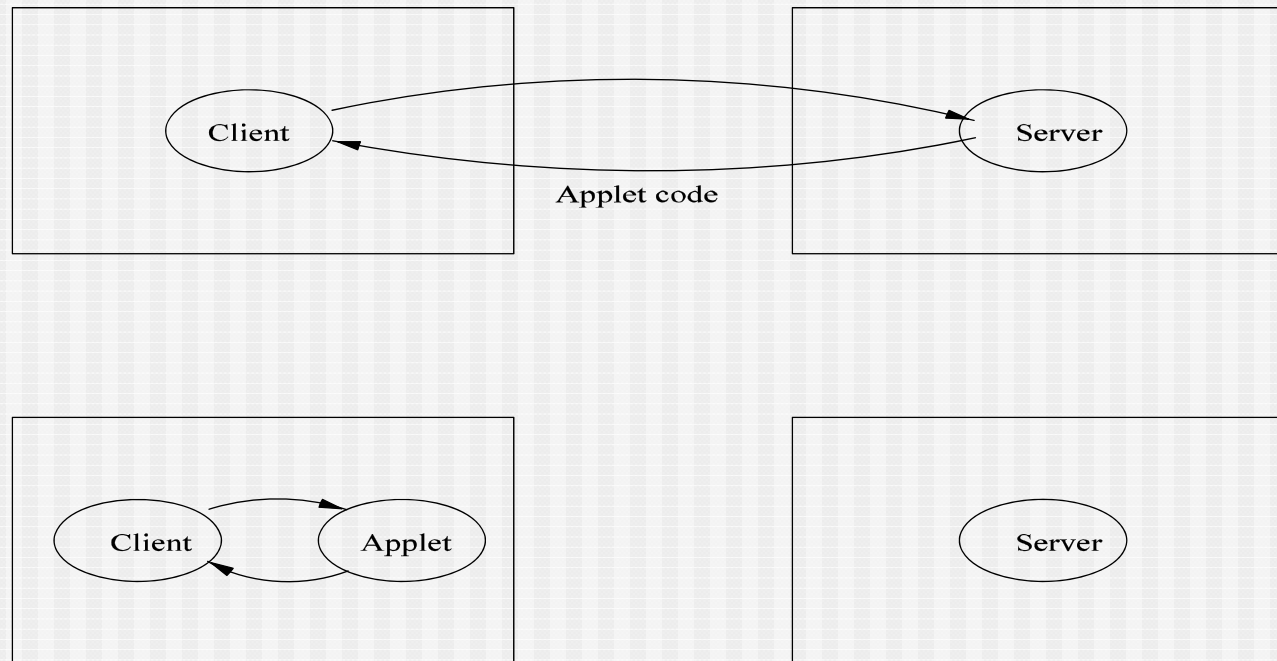 Client
Server
Applet code
Client
Applet
Server